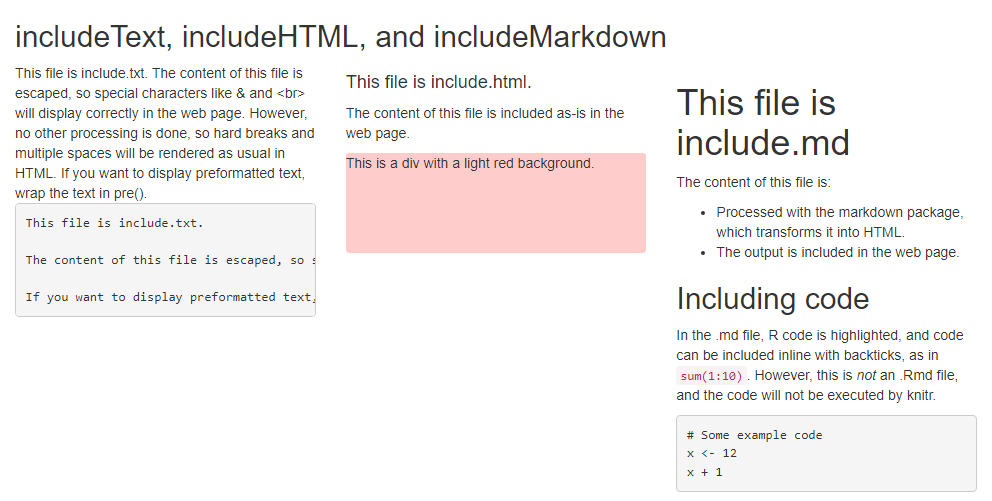 includeText, includeHTML, and includeMarkdown
This file is include.txt. The content of this file is
escaped, so special characters like & and <br>
will display correctly in the web page. However,
no other processing is done, so hard breaks and
multiple spaces will be rendered as usual in
HTML. If you want to display preformatted text,
wrap the text in pre().
This file is include.txt.
The content of this file is escaped, so
If you want to display preformatted text,
This file is include.html.
The content of this file is included as-is in the
web page.
This is a div with a light red background.
This file is
include.md
The content of this file is:
• Processed with the markdown package,
which transforms it into HTML.
• The output is included in the web page.
Including code
In the .md file, R code is highlighted, and code
can be included inline with backticks, as in
sum(1:10). However, this is not an .Rmd file,
and the code will not be executed by knitr.
# Some example code
x <- 12
x + 1